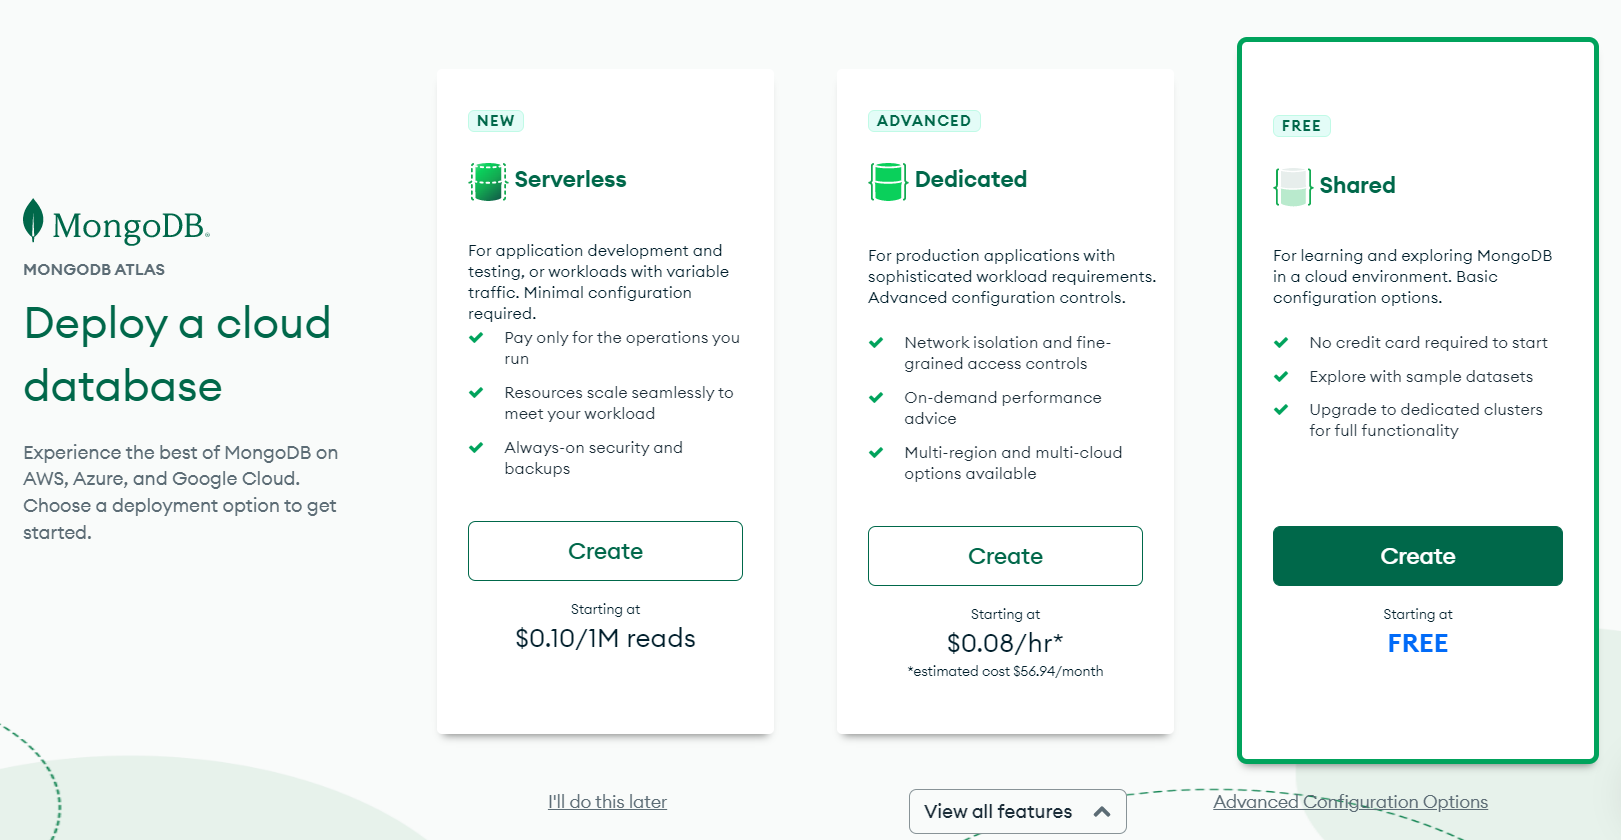 MongoDB®
MONGODB ATLAS
Deploy a cloud
database
Experience the best of MongoDB on
AWS, Azure, and Google Cloud.
Choose a deployment option to get
started.
NEW
Serverless
For application development and
testing, or workloads with variable
traffic. Minimal configuration
required.
Pay only for the operations you
run
Resources scale seamlessly to
meet your workload
Always-on security and
backups
Create
Starting at
$0.10/1M reads
ADVANCED
Dedicated
For production applications with
sophisticated workload requirements.
Advanced configuration controls.
Network isolation and fine-
grained access controls
On-demand performance
advice
Multi-region and multi-cloud
options available
Create
Starting at
$0.08/hr*
*estimated cost $56.94/month
FREE
Shared
For learning and exploring MongoDB
in a cloud environment. Basic
configuration options.
No credit card required to start
Explore with sample datasets
Upgrade to dedicated clusters
for full functionality
Create
Starting at
FREE
I'll do this later
View all features
Advanced Configuration Options